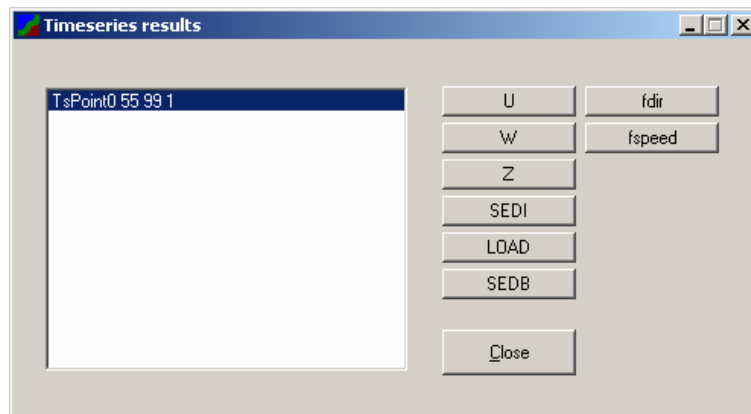 Timeseries results
TsPoint0 55 99 1
U
fdir
W
fspeed
Z
SEDI
LOAD
SEDB
Close